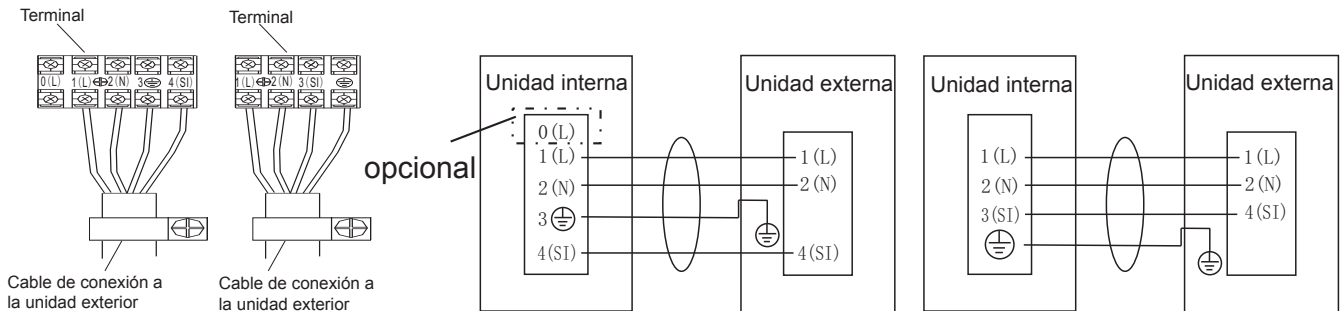 Terminal
0(L) 1(L) 2(N) 3 4(SI)
Cable de conexión a
la unidad exterior
Terminal
1(L) 2(N) 3(SI)
Cable de conexión a
la unidad exterior
opcional
Unidad interna
0(L)
1(L)
2(N)
3
4(SI)
Unidad externa
1(L)
2(N)
4(SI)
Unidad interna
1(L)
2(N)
3(SI)
Unidad externa
1(L)
2(N)
4(SI)